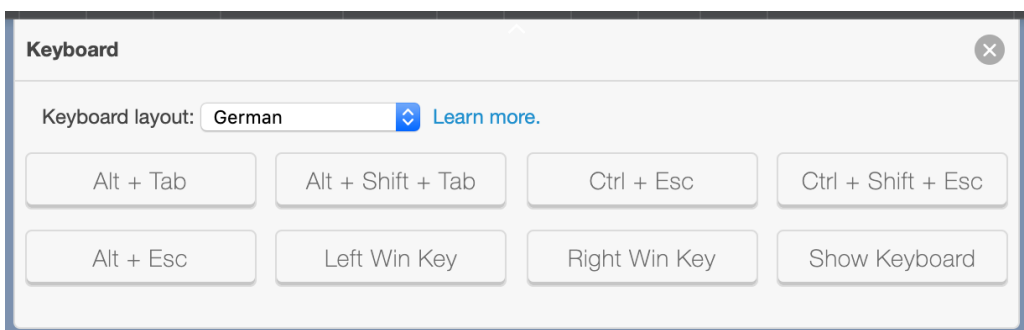 Keyboard
Keyboard layout: German Learn more.
Alt + Tab Alt + Shift + Tab Ctrl + Esc Ctrl + Shift + Esc
Alt + Esc Left Win Key Right Win Key Show Keyboard